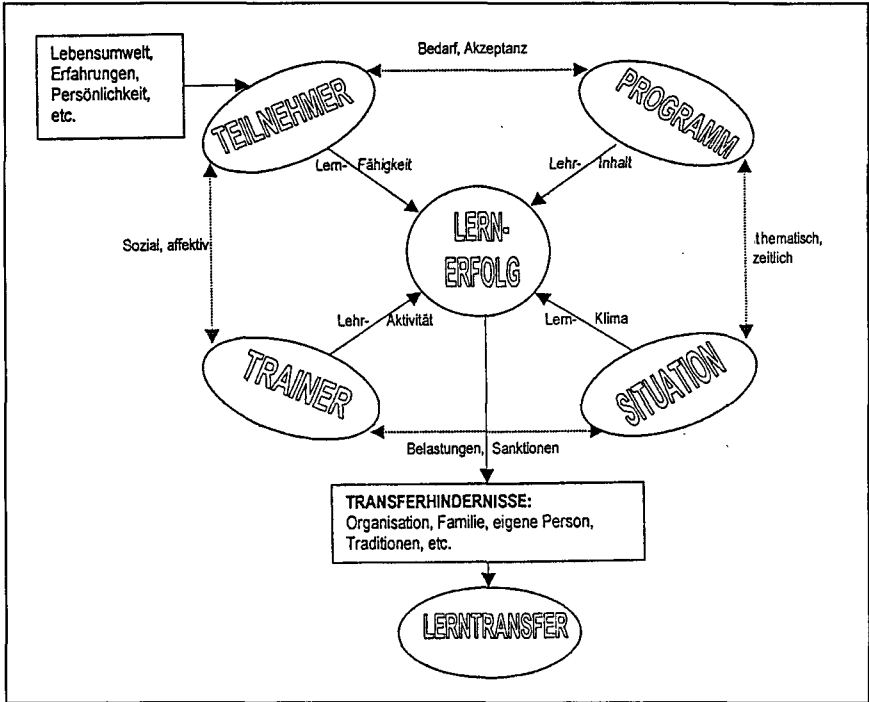 Lebensumwelt,
Erfahrungen,
Persönlichkeit,
etc.
Bedarf, Akzeptanz
TEILNEHMER
PROGRAMM
Lern- Fähigkeit
Lehr- Inhalt
LERN-
ERFOLG
Sozial, affektiv
thematisch,
zeitlich
Lehr- Aktivität
Lern- Klima
TRAINER
SITUATION
Belastungen, Sanktionen
TRANSFERHINDERNISSE:
Organisation, Familie, eigene Person,
Traditionen, etc.
LERNTRANSFER